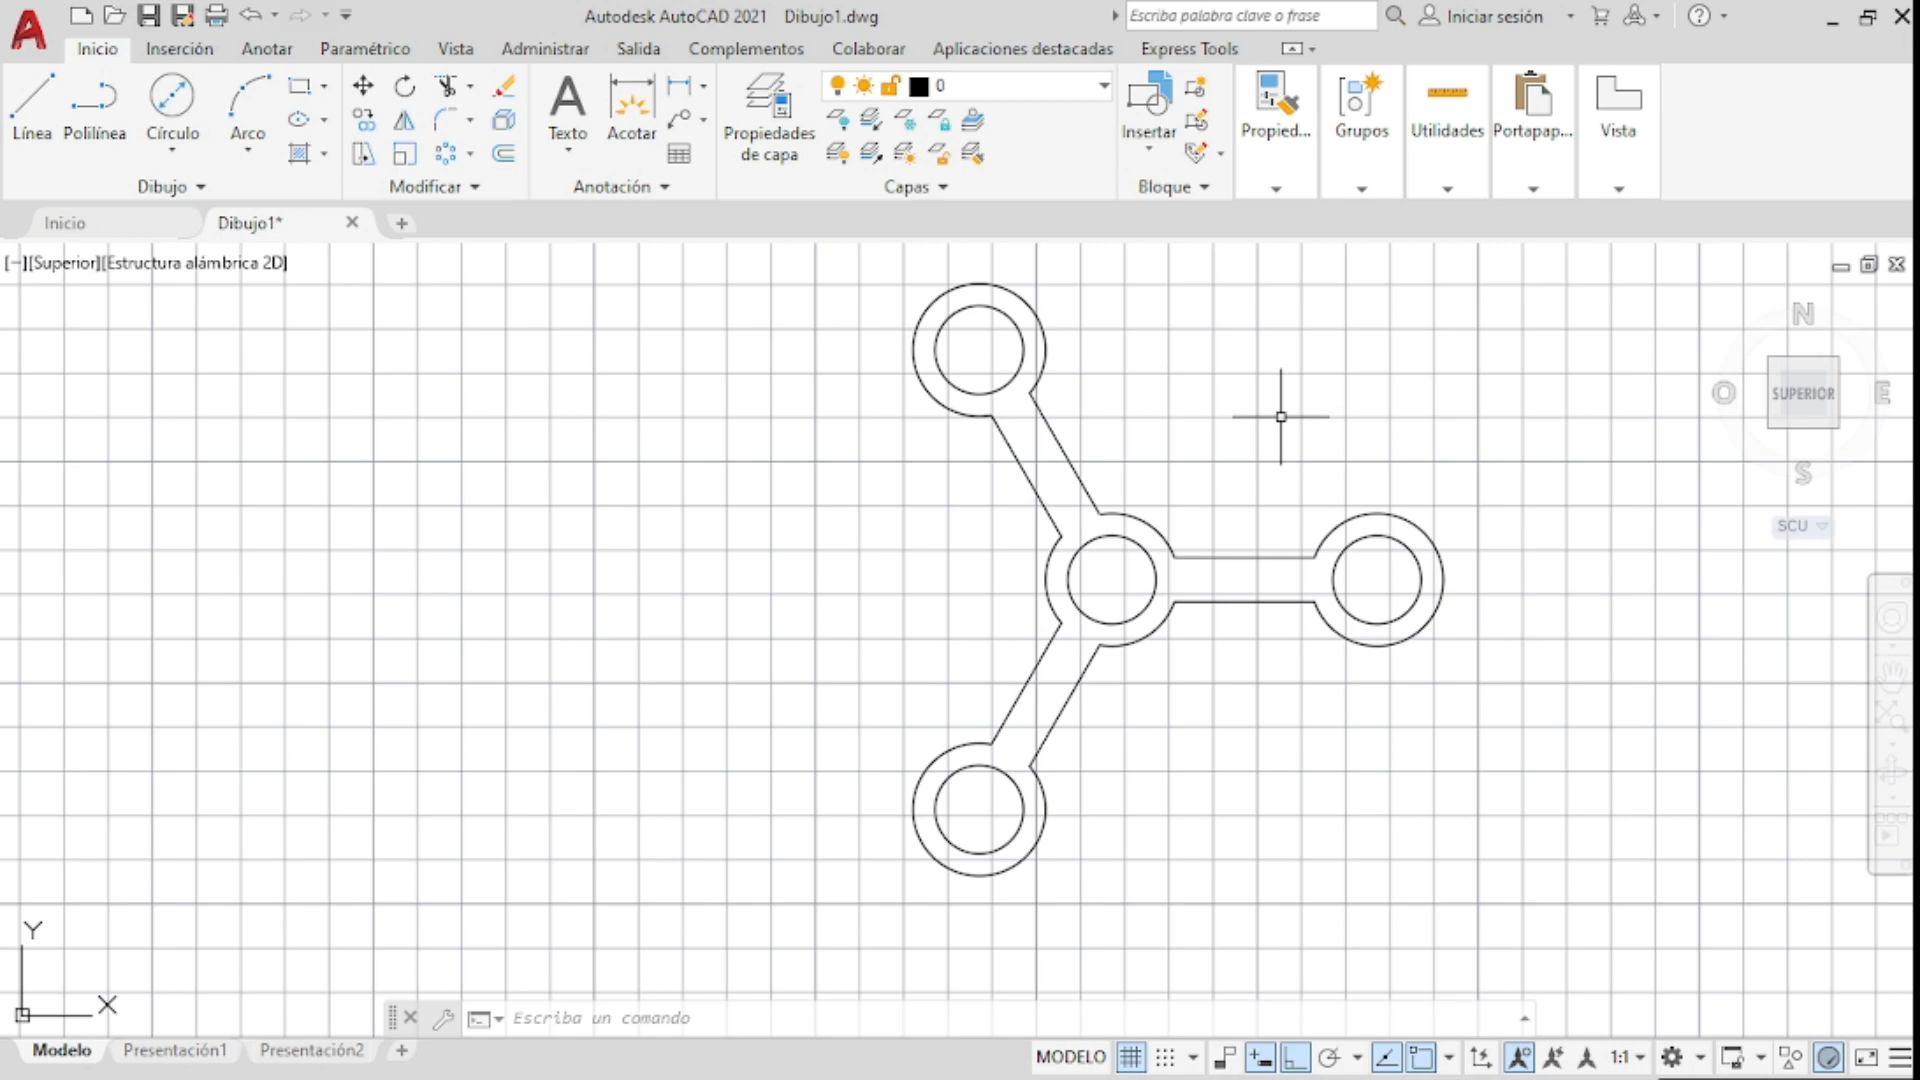 Autodesk AutoCAD 2021 Dibujo1.dwg
Escriba palabra clave o frase
Iniciar sesión
Inicio Inserción Anotar Paramétrico Vista Administrar Salida Complementos Colaborar Aplicaciones destacadas Express Tools
0
Línea Polilínea Círculo Arco Texto Acotar Propiedades de capa Insertar Propied... Grupos Utilidades Portapap... Vista
Dibujo Modificar Anotación Capas Bloque
Inicio Dibujo1*
[−][Superior][Estructura alámbrica 2D]
N
O SUPERIOR E
S
SCU
Y
X
Escriba un comando
Modelo Presentación1 Presentación2
MODELO 1:1